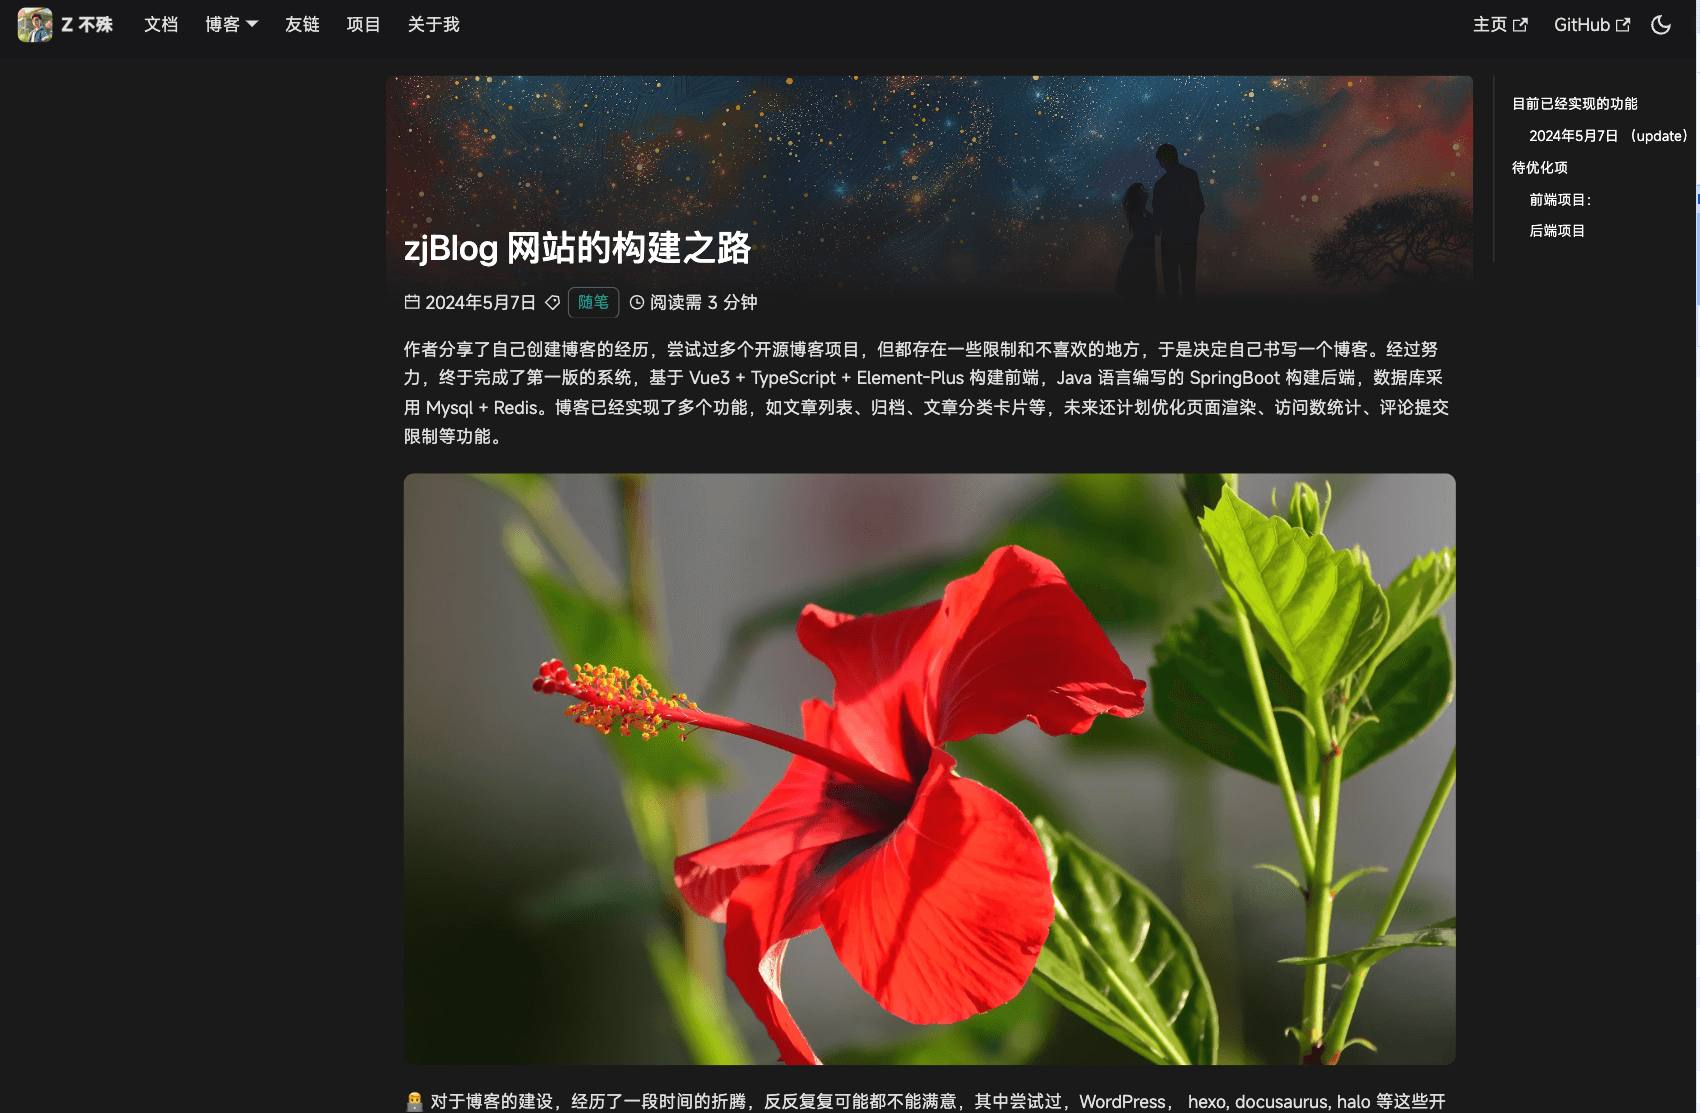 Z 不殊 文档 博客 友链 项目 关于我 主页 GitHub
zjBlog 网站的构建之路
2024年5月7日 随笔 阅读需 3 分钟
作者分享了自己创建博客的经历，尝试过多个开源博客项目，但都存在一些限制和不喜欢的地方，于是决定自己书写一个博客。经过努
力，终于完成了第一版的系统，基于 Vue3 + TypeScript + Element-Plus 构建前端，Java 语言编写的 SpringBoot 构建后端，数据库采
用 Mysql + Redis。博客已经实现了多个功能，如文章列表、归档、文章分类卡片等，未来还计划优化页面渲染、访问数统计、评论提交
限制等功能。
对于博客的建设，经历了一段时间的折腾，反反复复可能都不能满意，其中尝试过，WordPress， hexo, docusaurus, halo 等这些开
目前已经实现的功能
2024年5月7日 （update）
待优化项
前端项目：
后端项目